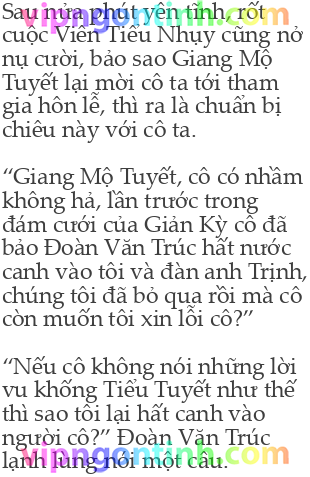 Sau nửa phút yên tĩnh, rốt
cuộc Viên Tiểu Nhụy cũng nở
nụ cười, bảo sao Giang Mộ
Tuyết lại mời cô ta tới tham
gia hôn lễ, thì ra là chuẩn bị
chiêu này với cô ta.
“Giang Mộ Tuyết, cô có nhầm
không hả, lần trước trong
đám cưới của Giản Kỳ cô đã
bảo Đoàn Văn Trúc hất nước
canh vào tôi và đàn anh Trịnh,
chúng tôi đã bỏ qua rồi mà cô
còn muốn tôi xin lỗi cô?”
“Nếu cô không nói những lời
vu khống Tiểu Tuyết như thế
thì sao tôi lại hất canh vào
người cô?” Đoàn Văn Trúc
lạnh lùng nói một câu.
vipngontinh.com
vipngontinh.com